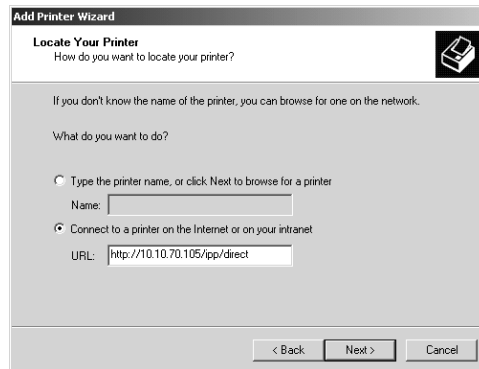 Add Printer Wizard
Locate Your Printer
How do you want to locate your printer?
If you don't know the name of the printer, you can browse for one on the network.
What do you want to do?
Type the printer name, or click Next to browse for a printer
Name:
Connect to a printer on the Internet or on your intranet
URL: http://10.10.70.105/ipp/direct
< Back Next > Cancel